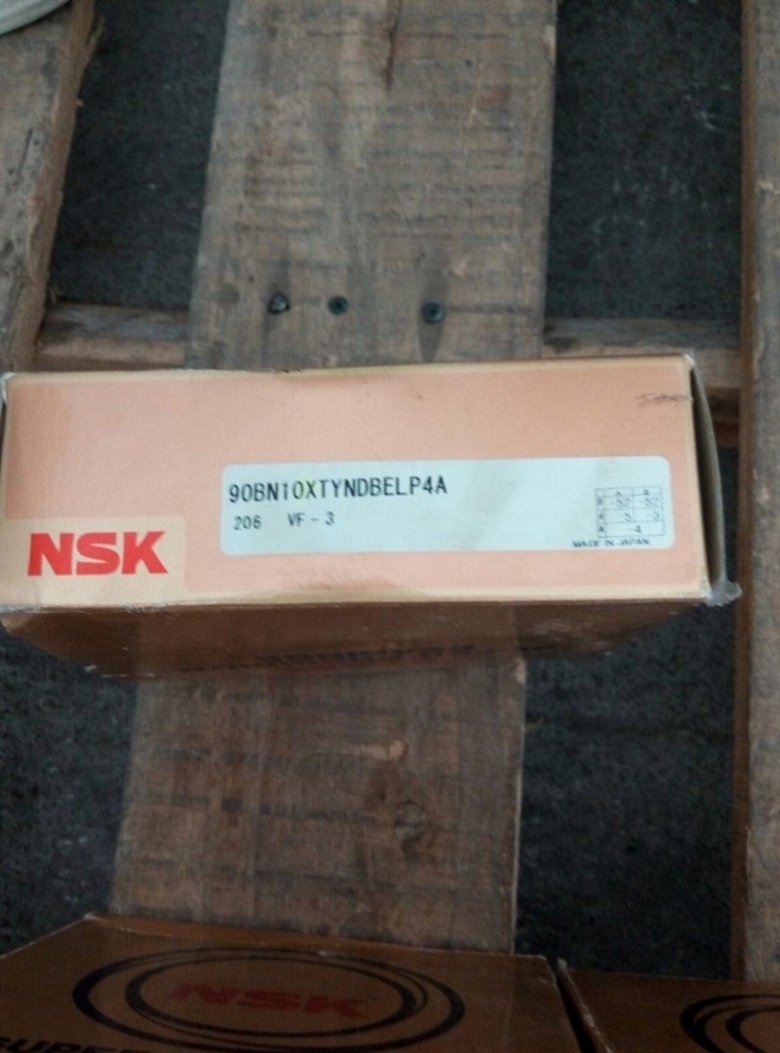 90BN10XTYNDBELP4A
206 VF-3
MADE IN JAPAN
NSK
NSK